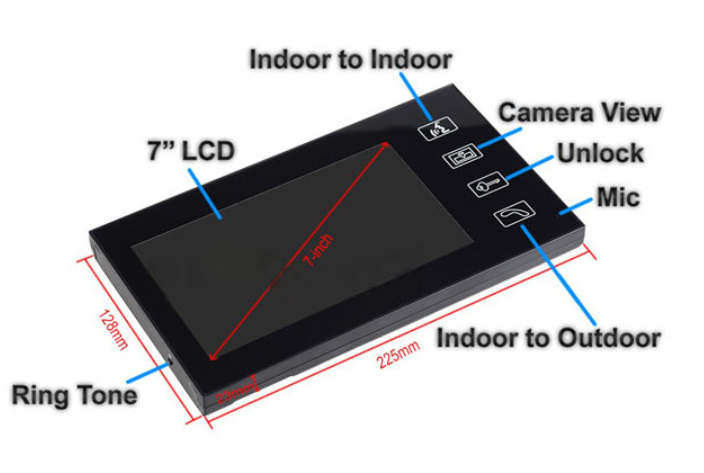 Indoor to Indoor
Camera View
7” LCD
Unlock
Mic
7-inch
128mm
Indoor to Outdoor
225mm
Ring Tone